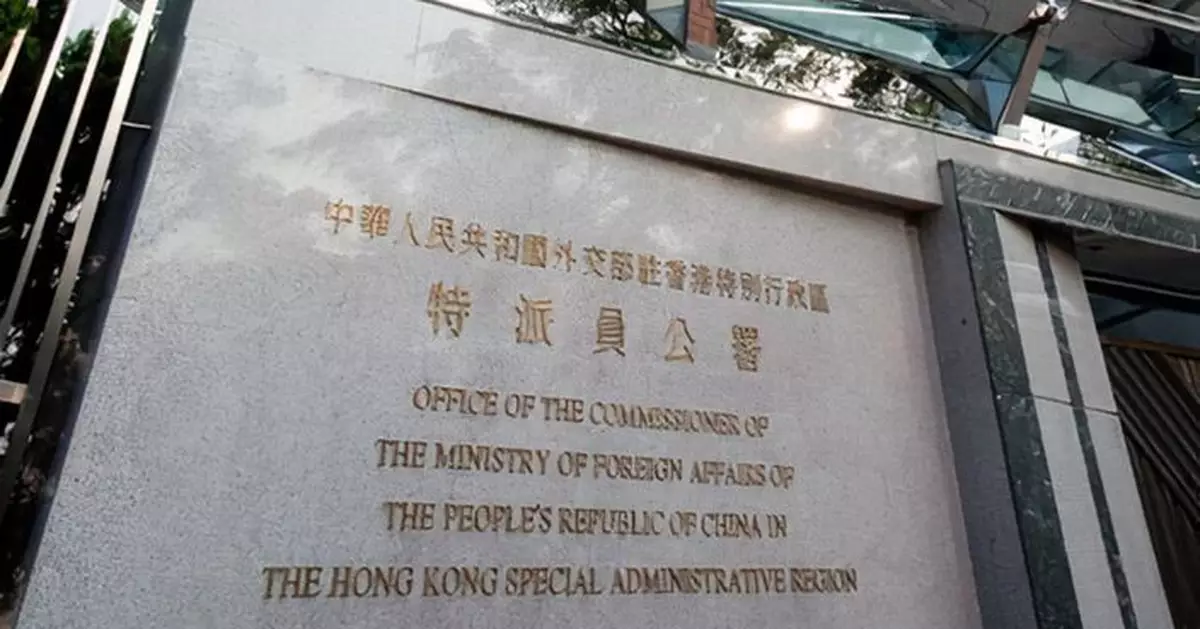 中華人民共和國外交部駐香港特別行政區
特派員公署
OFFICE OF THE COMMISSIONER OF
THE MINISTRY OF FOREIGN AFFAIRS OF
THE PEOPLE'S REPUBLIC OF CHINA IN
THE HONG KONG SPECIAL ADMINISTRATIVE REGION